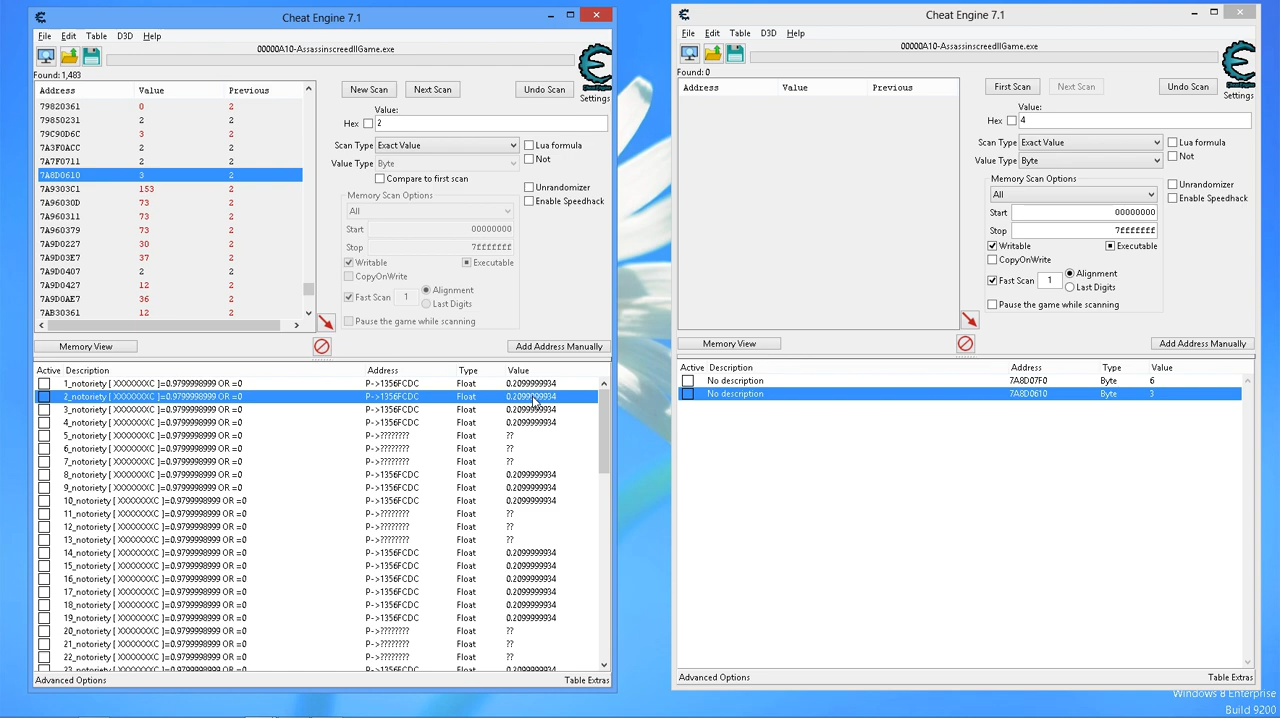 Cheat Engine 7.1
File Edit Table D3D Help
00000A10-AssassinscreedIIGame.exe
Found: 1,483
Settings
Address Value Previous
79820361 0 2
79850231 2 2
79C90D6C 3 2
7A3F0ACC 2 2
7A7F0711 2 2
7A8D0610 3 2
7A9303C1 153 2
7A96030D 73 2
7A960311 73 2
7A960379 73 2
7A9D0227 30 2
7A9D03E7 37 2
7A9D0407 2 2
7A9D0427 12 2
7A9D0AE7 36 2
7AB30361 12 2
New Scan Next Scan Undo Scan
Value:
Hex 2
Scan Type Exact Value
Value Type Byte
Compare to first scan
Lua formula
Not
Unrandomizer
Enable Speedhack
Memory Scan Options
All
Start 00000000
Stop 7fffffff
Writable Executable
CopyOnWrite
Fast Scan 1 Alignment
Last Digits
Pause the game while scanning
Memory View Add Address Manually
Active Description Address Type Value
1_notoriety [ XXXXXXXC ]=0.9799998999 OR =0 P->1356FCDC Float 0.2099999934
2_notoriety [ XXXXXXXC ]=0.9799998999 OR =0 P->1356FCDC Float 0.2099999934
3_notoriety [ XXXXXXXC ]=0.9799998999 OR =0 P->1356FCDC Float 0.2099999934
4_notoriety [ XXXXXXXC ]=0.9799998999 OR =0 P->1356FCDC Float 0.2099999934
5_notoriety [ XXXXXXXC ]=0.9799998999 OR =0 P->???????? Float ??
6_notoriety [ XXXXXXXC ]=0.9799998999 OR =0 P->???????? Float ??
7_notoriety [ XXXXXXXC ]=0.9799998999 OR =0 P->???????? Float ??
8_notoriety [ XXXXXXXC ]=0.9799998999 OR =0 P->1356FCDC Float 0.2099999934
9_notoriety [ XXXXXXXC ]=0.9799998999 OR =0 P->1356FCDC Float 0.2099999934
10_notoriety [ XXXXXXXC ]=0.9799998999 OR =0 P->1356FCDC Float 0.2099999934
11_notoriety [ XXXXXXXC ]=0.9799998999 OR =0 P->???????? Float ??
12_notoriety [ XXXXXXXC ]=0.9799998999 OR =0 P->???????? Float ??
13_notoriety [ XXXXXXXC ]=0.9799998999 OR =0 P->???????? Float ??
14_notoriety [ XXXXXXXC ]=0.9799998999 OR =0 P->1356FCDC Float 0.2099999934
15_notoriety [ XXXXXXXC ]=0.9799998999 OR =0 P->1356FCDC Float 0.2099999934
16_notoriety [ XXXXXXXC ]=0.9799998999 OR =0 P->1356FCDC Float 0.2099999934
17_notoriety [ XXXXXXXC ]=0.9799998999 OR =0 P->1356FCDC Float 0.2099999934
18_notoriety [ XXXXXXXC ]=0.9799998999 OR =0 P->1356FCDC Float 0.2099999934
19_notoriety [ XXXXXXXC ]=0.9799998999 OR =0 P->1356FCDC Float 0.2099999934
20_notoriety [ XXXXXXXC ]=0.9799998999 OR =0 P->???????? Float ??
21_notoriety [ XXXXXXXC ]=0.9799998999 OR =0 P->???????? Float ??
22_notoriety [ XXXXXXXC ]=0.9799998999 OR =0 P->???????? Float ??
23_notoriety [ XXXXXXXC ]=0.9799998999 OR =0 P->1356FCDC Float 0.2099999934
Advanced Options Table Extras
Cheat Engine 7.1
File Edit Table D3D Help
00000A10-AssassinscreedIIGame.exe
Found: 0
Settings
Address Value Previous
First Scan Next Scan Undo Scan
Value:
Hex 4
Scan Type Exact Value
Value Type Byte
Lua formula
Not
Unrandomizer
Enable Speedhack
Memory Scan Options
All
Start 00000000
Stop 7fffffff
Writable Executable
CopyOnWrite
Fast Scan 1 Alignment
Last Digits
Pause the game while scanning
Memory View Add Address Manually
Active Description Address Type Value
No description 7A8D07F0 Byte 6
No description 7A8D0610 Byte 3
Advanced Options Table Extras
Windows 8 Enterprise
Build 9200